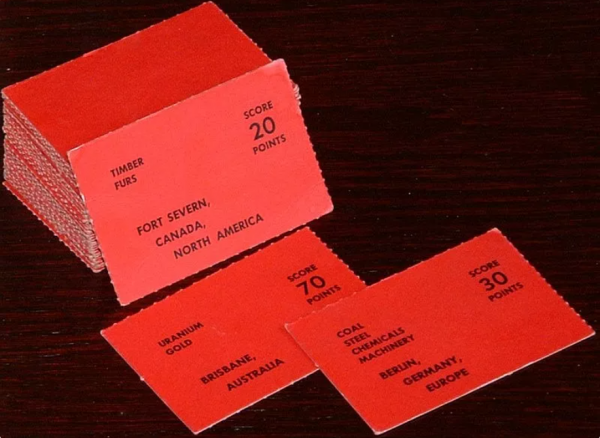 SCORE
20
POINTS
TIMBER
FURS
FORT SEVERN,
CANADA,
NORTH AMERICA
SCORE
70
POINTS
URANIUM
GOLD
BRISBANE,
AUSTRALIA
SCORE
30
POINTS
COAL
STEEL
CHEMICALS
MACHINERY
BERLIN,
GERMANY,
EUROPE